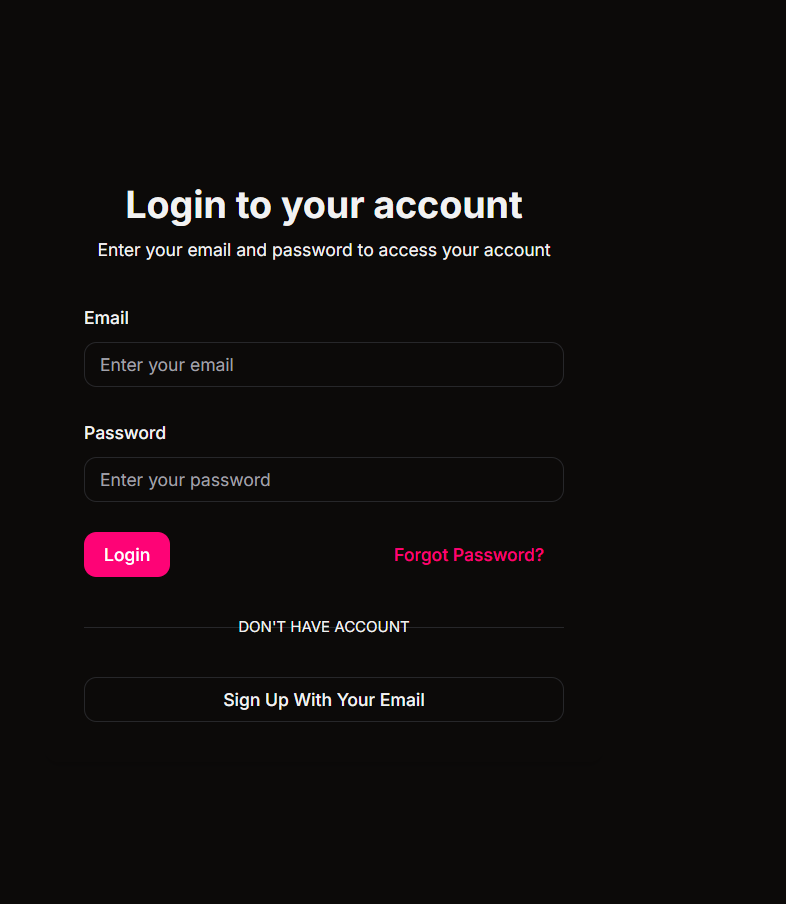 Login to your account
Enter your email and password to access your account
Email
Enter your email
Password
Enter your password
Login
Forgot Password?
DON'T HAVE ACCOUNT
Sign Up With Your Email